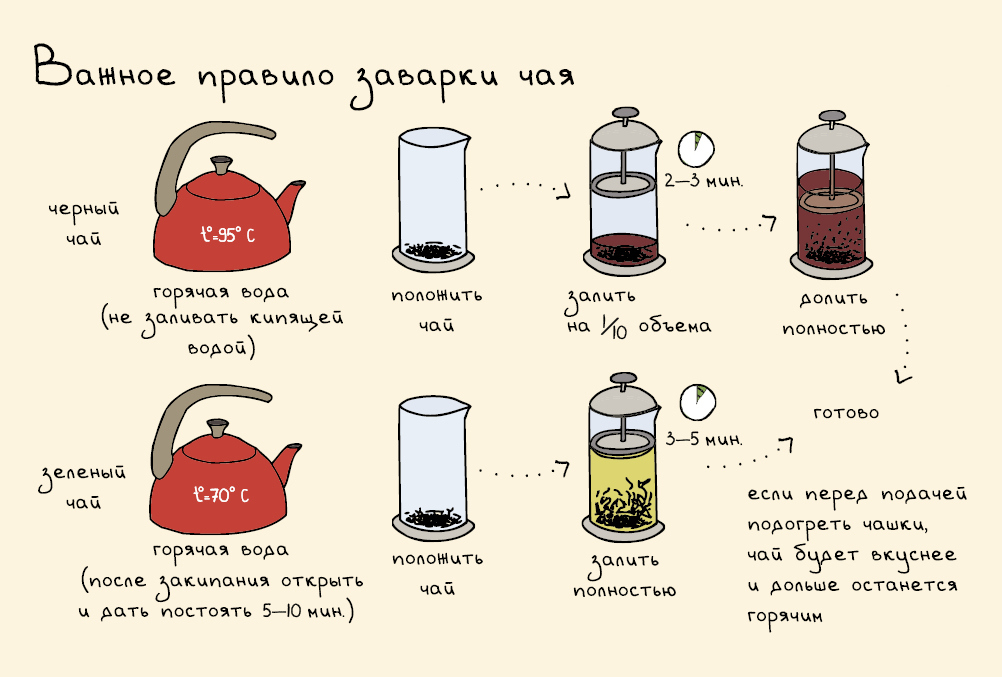 Важное правило заварки чая
черный
чай
t°=95° C
горячая вода
(не заливать кипящей
водой)
положить
чай
2–3 мин.
залить
на 1/10 объема
долить
полностью
готово
зеленый
чай
t°=70° C
горячая вода
(после закипания открыть
и дать постоять 5–10 мин.)
положить
чай
3–5 мин.
залить
полностью
если перед подачей
подогреть чашки,
чай будет вкуснее
и дольше останется
горячим